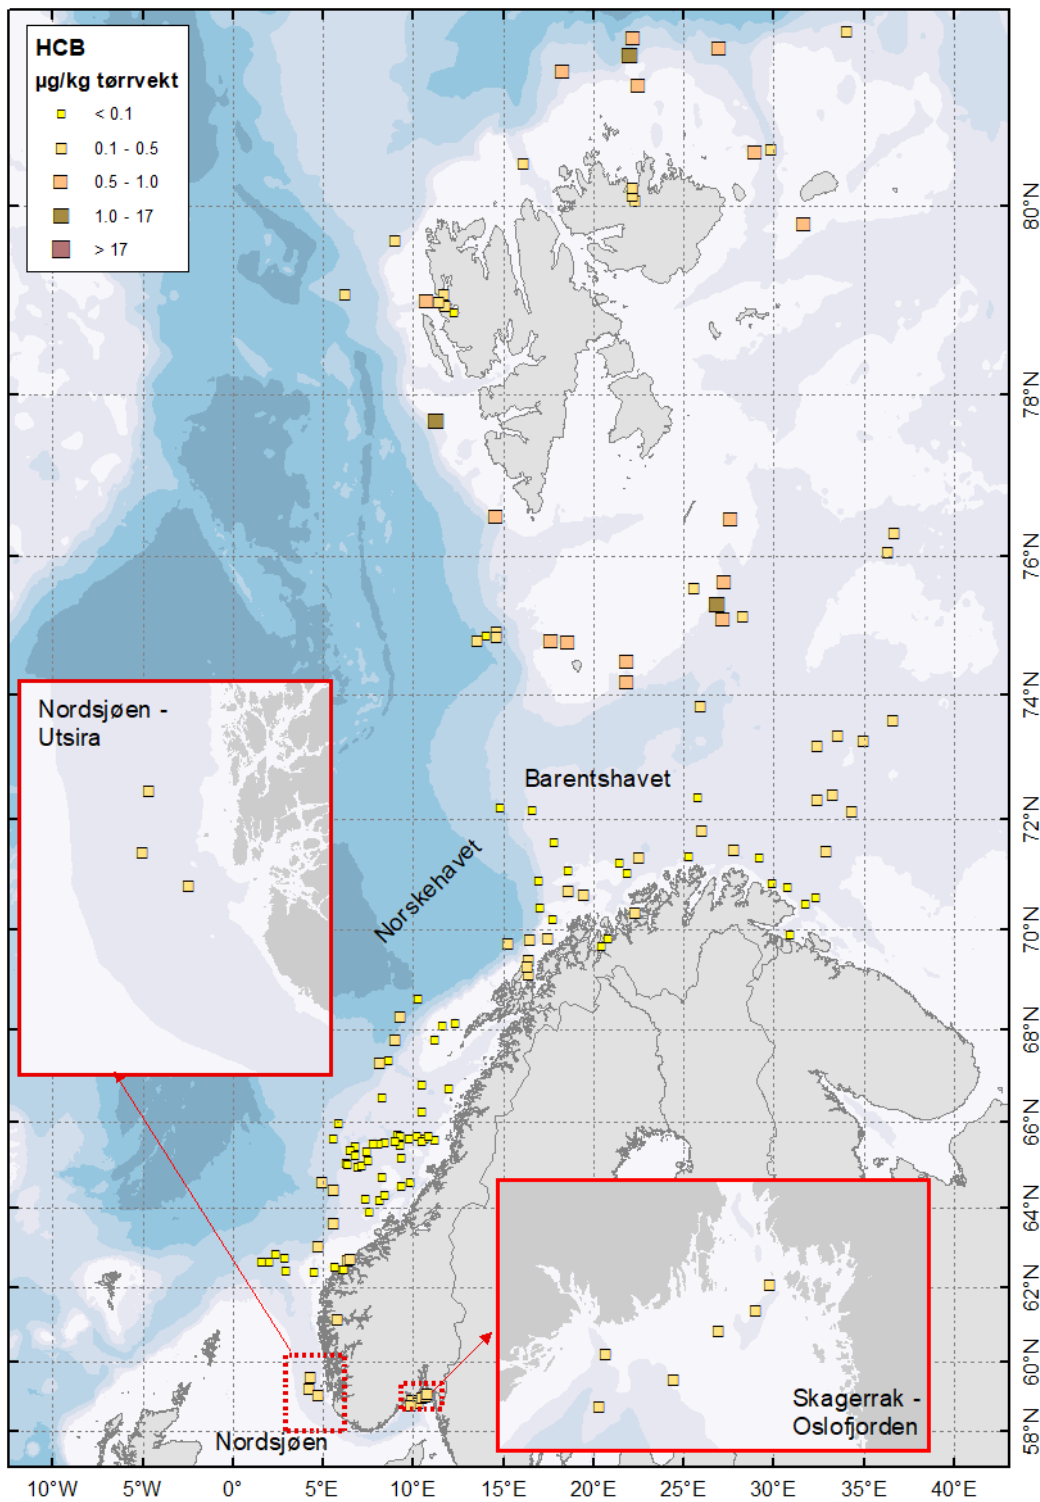 HCB
µg/kg tørrvekt
< 0.1
0.1 - 0.5
0.5 - 1.0
1.0 - 17
> 17
80°N
78°N
76°N
74°N
Nordsjøen -
Utsira
Barentshavet
72°N
Norskehavet
70°N
68°N
66°N
64°N
62°N
60°N
Skagerrak -
Oslofjorden
58°N
Nordsjøen
10°W
5°W
0°
5°E
10°E
15°E
20°E
25°E
30°E
35°E
40°E